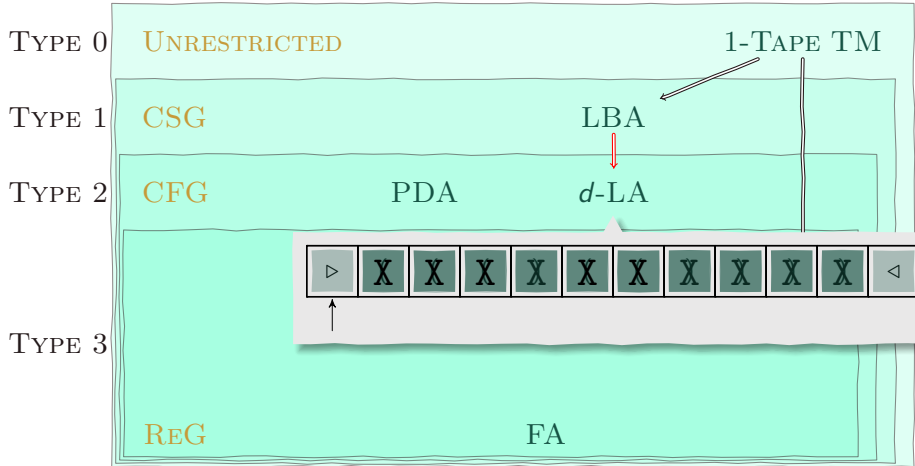 TYPE 0 UNRESTRICTED 1-TAPE TM
TYPE 1 CSG LBA
TYPE 2 CFG PDA d-LA
▷ X X X X X X X X X X ◁
TYPE 3
REG FA